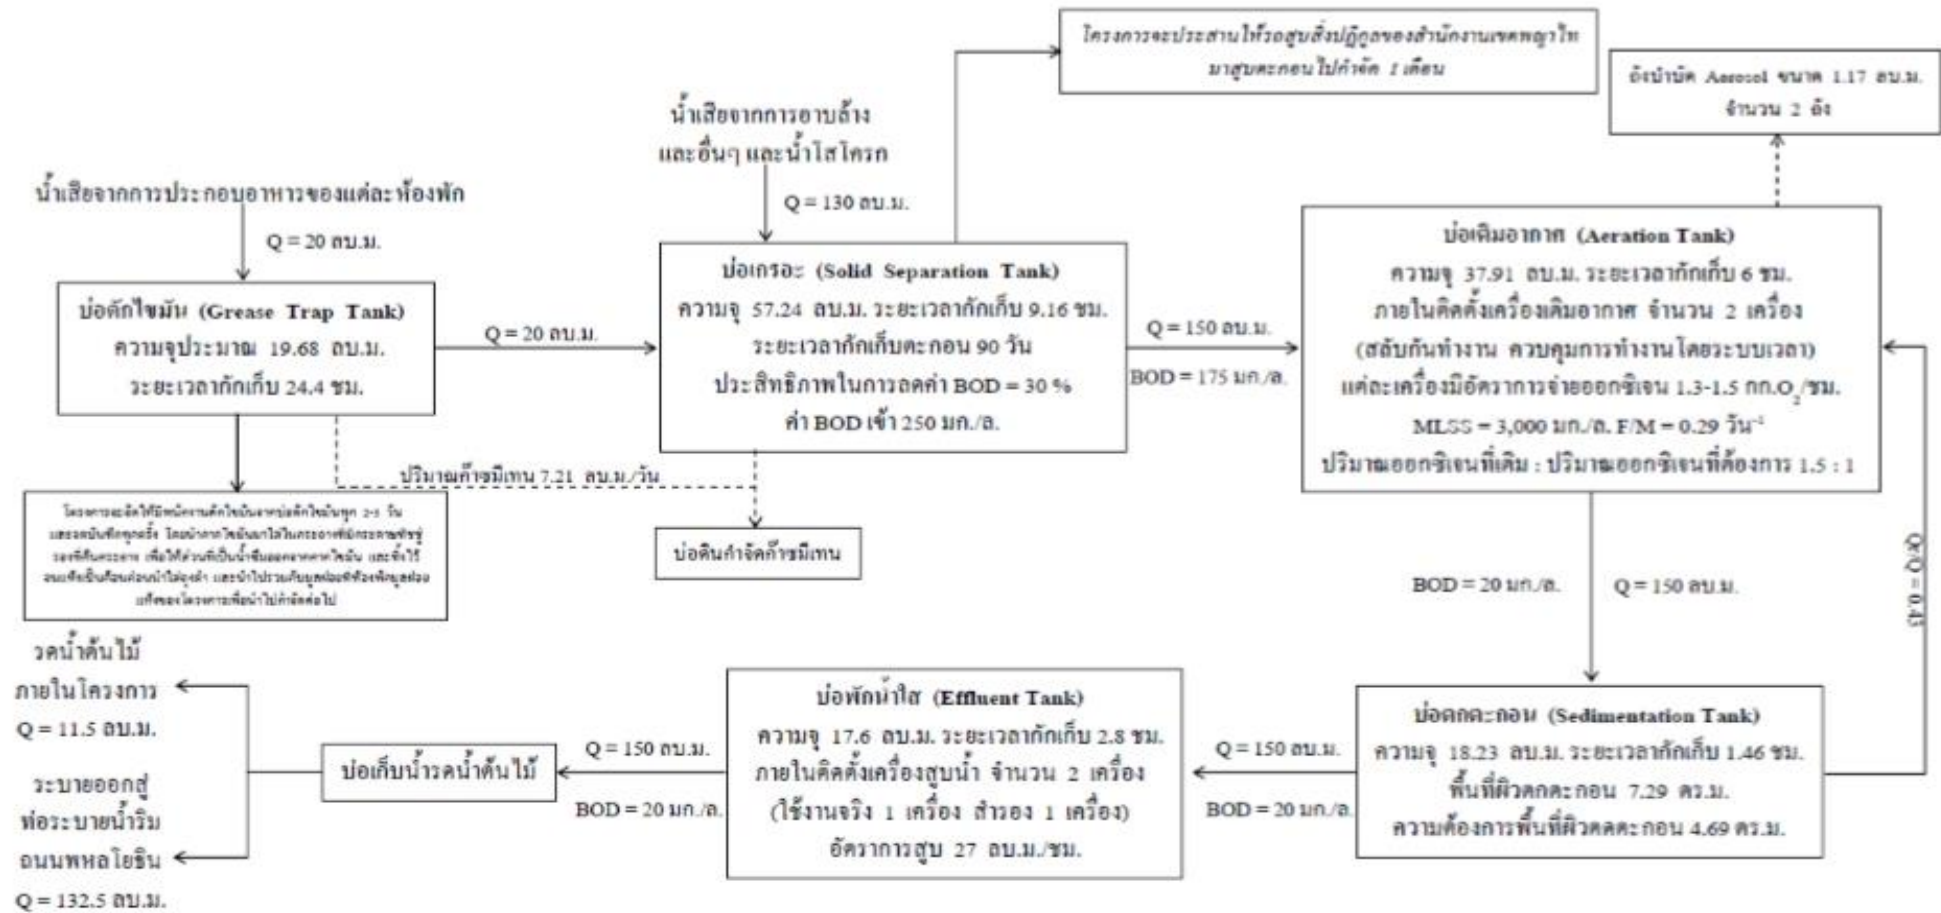 โครงการจะประสานให้รถสูบสิ่งปฏิกูลของสำนักงานเขตพญาไท
มาสูบตะกอนไปกำจัด 1 เดือน
ถังบำบัด Aerosol ขนาด 1.17 ลบ.ม.
จำนวน 2 ถัง
น้ำเสียจากการอาบล้าง
และอื่นๆ และน้ำโสโครก
Q = 130 ลบ.ม.
น้ำเสียจากการประกอบอาหารของแต่ละห้องพัก
Q = 20 ลบ.ม.
บ่อดักไขมัน (Grease Trap Tank)
ความจุประมาณ 19.68 ลบ.ม.
ระยะเวลากักเก็บ 24.4 ชม.
Q = 20 ลบ.ม.
บ่อเกรอะ (Solid Separation Tank)
ความจุ 57.24 ลบ.ม. ระยะเวลากักเก็บ 9.16 ชม.
ระยะเวลากักเก็บตะกอน 90 วัน
ประสิทธิภาพในการลดค่า BOD = 30 %
ค่า BOD เข้า 250 มก./ล.
Q = 150 ลบ.ม.
BOD = 175 มก./ล.
บ่อเติมอากาศ (Aeration Tank)
ความจุ 37.91 ลบ.ม. ระยะเวลากักเก็บ 6 ชม.
ภายในติดตั้งเครื่องเติมอากาศ จำนวน 2 เครื่อง
(สลับกันทำงาน ควบคุมการทำงานโดยระบบเวลา)
แต่ละเครื่องมีอัตราการจ่ายออกซิเจน 1.3-1.5 กก.O₂/ชม.
MLSS = 3,000 มก./ล. F/M = 0.29 วัน⁻¹
ปริมาณออกซิเจนที่เติม : ปริมาณออกซิเจนที่ต้องการ 1.5 : 1
ปริมาณก๊าซมีเทน 7.21 ลบ.ม./วัน
บ่อดินกำจัดก๊าซมีเทน
โครงการจะจัดให้มีพนักงานตักไขมันจากบ่อดักไขมันทุก 2-3 วัน
BOD = 20 มก./ล.
Q = 150 ลบ.ม.
Qr/Q = 0.43
บ่อตกตะกอน (Sedimentation Tank)
ความจุ 18.23 ลบ.ม. ระยะเวลากักเก็บ 1.46 ชม.
พื้นที่ผิวตกตะกอน 7.29 ตร.ม.
ความต้องการพื้นที่ผิวตกตะกอน 4.69 ตร.ม.
Q = 150 ลบ.ม.
BOD = 20 มก./ล.
บ่อพักน้ำใส (Effluent Tank)
ความจุ 17.6 ลบ.ม. ระยะเวลากักเก็บ 2.8 ชม.
ภายในติดตั้งเครื่องสูบน้ำ จำนวน 2 เครื่อง
(ใช้งานจริง 1 เครื่อง สำรอง 1 เครื่อง)
อัตราการสูบ 27 ลบ.ม./ชม.
Q = 150 ลบ.ม.
BOD = 20 มก./ล.
บ่อเก็บน้ำรดน้ำต้นไม้
รดน้ำต้นไม้
ภายในโครงการ
Q = 11.5 ลบ.ม.
ระบายออกสู่
ท่อระบายน้ำริม
ถนนพหลโยธิน
Q = 132.5 ลบ.ม.